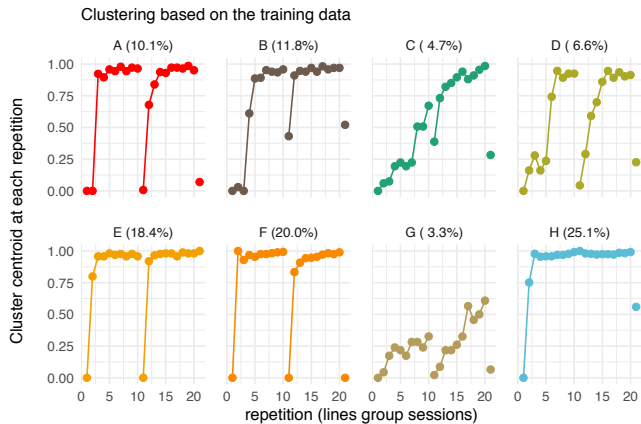 Clustering based on the training data
A (10.1%)
B (11.8%)
C ( 4.7%)
D ( 6.6%)
1.00
0.75
0.50
0.25
0.00
E (18.4%)
F (20.0%)
G ( 3.3%)
H (25.1%)
1.00
0.75
0.50
0.25
0.00
0 5 10 15 20
0 5 10 15 20
0 5 10 15 20
0 5 10 15 20
Cluster centroid at each repetition
repetition (lines group sessions)